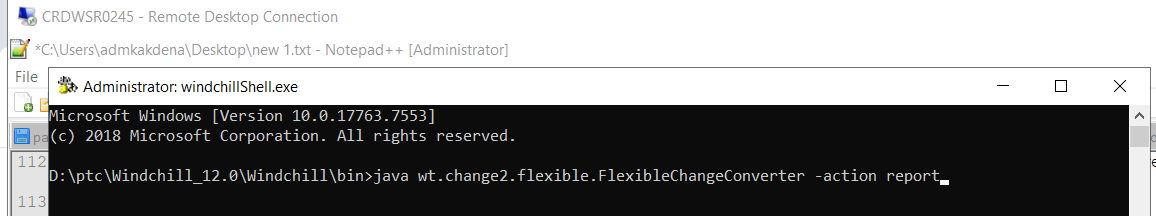 CRDWSR0245 - Remote Desktop Connection
*C:\Users\admkakdena\Desktop\new 1.txt - Notepad++ [Administrator]
File
Administrator: windchillShell.exe
Microsoft Windows [Version 10.0.17763.7553]
(c) 2018 Microsoft Corporation. All rights reserved.
112
D:\ptc\Windchill_12.0\Windchill\bin>java wt.change2.flexible.FlexibleChangeConverter -action report_
113